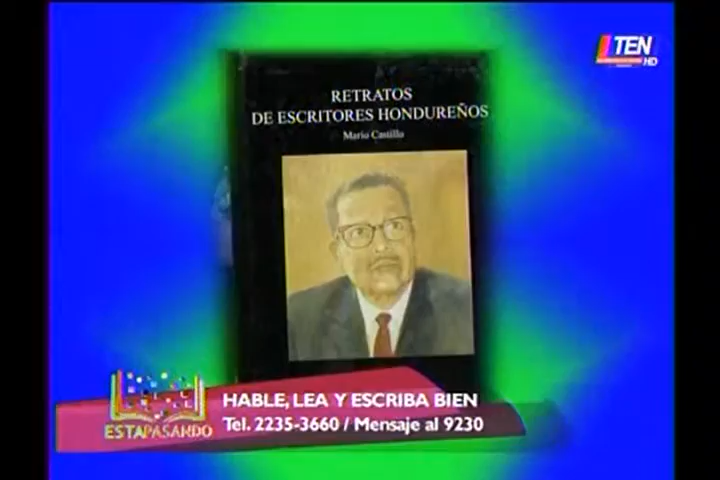 TEN
HD
RETRATOS
DE ESCRITORES HONDUREÑOS
Mario Castillo
HABLE, LEA Y ESCRIBA BIEN
ESTAPASANDO
Tel. 2235-3660 / Mensaje al 9230